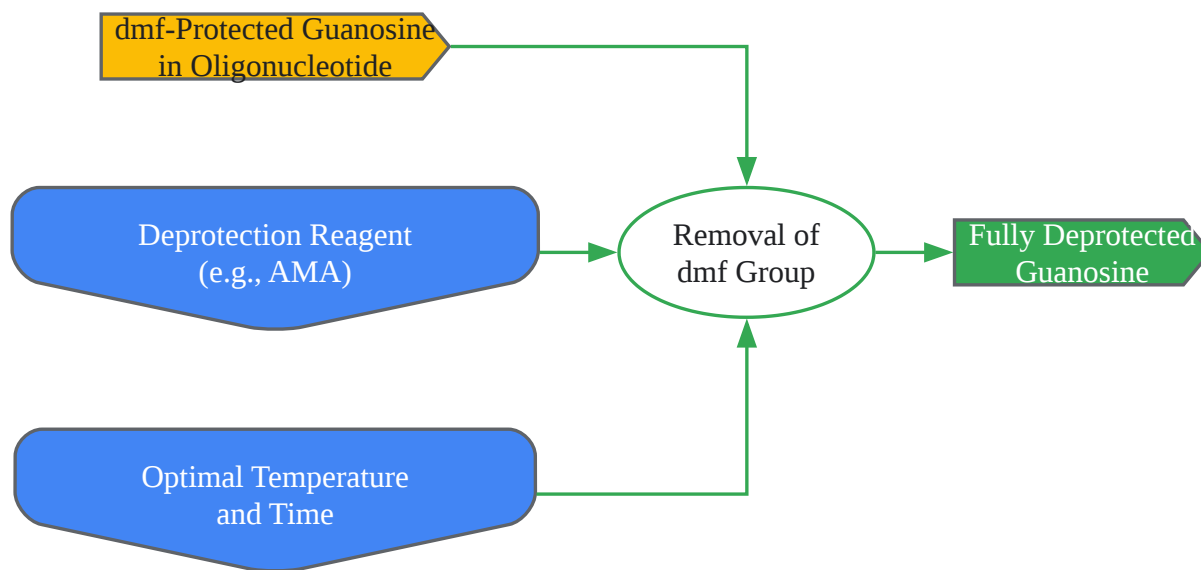 dmf-Protected Guanosine
in Oligonucleotide
Deprotection Reagent
(e.g., AMA)
Removal of
dmf Group
Fully Deprotected
Guanosine
Optimal Temperature
and Time